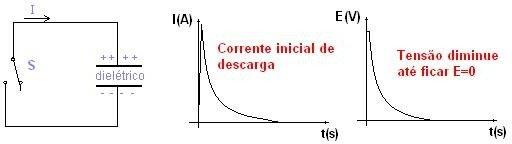 I
S
+ + + +
dielétrico
- - - -
I(A)
Corrente inicial de
descarga
t(s)
E(V)
Tensão diminue
até ficar E=0
t(s)